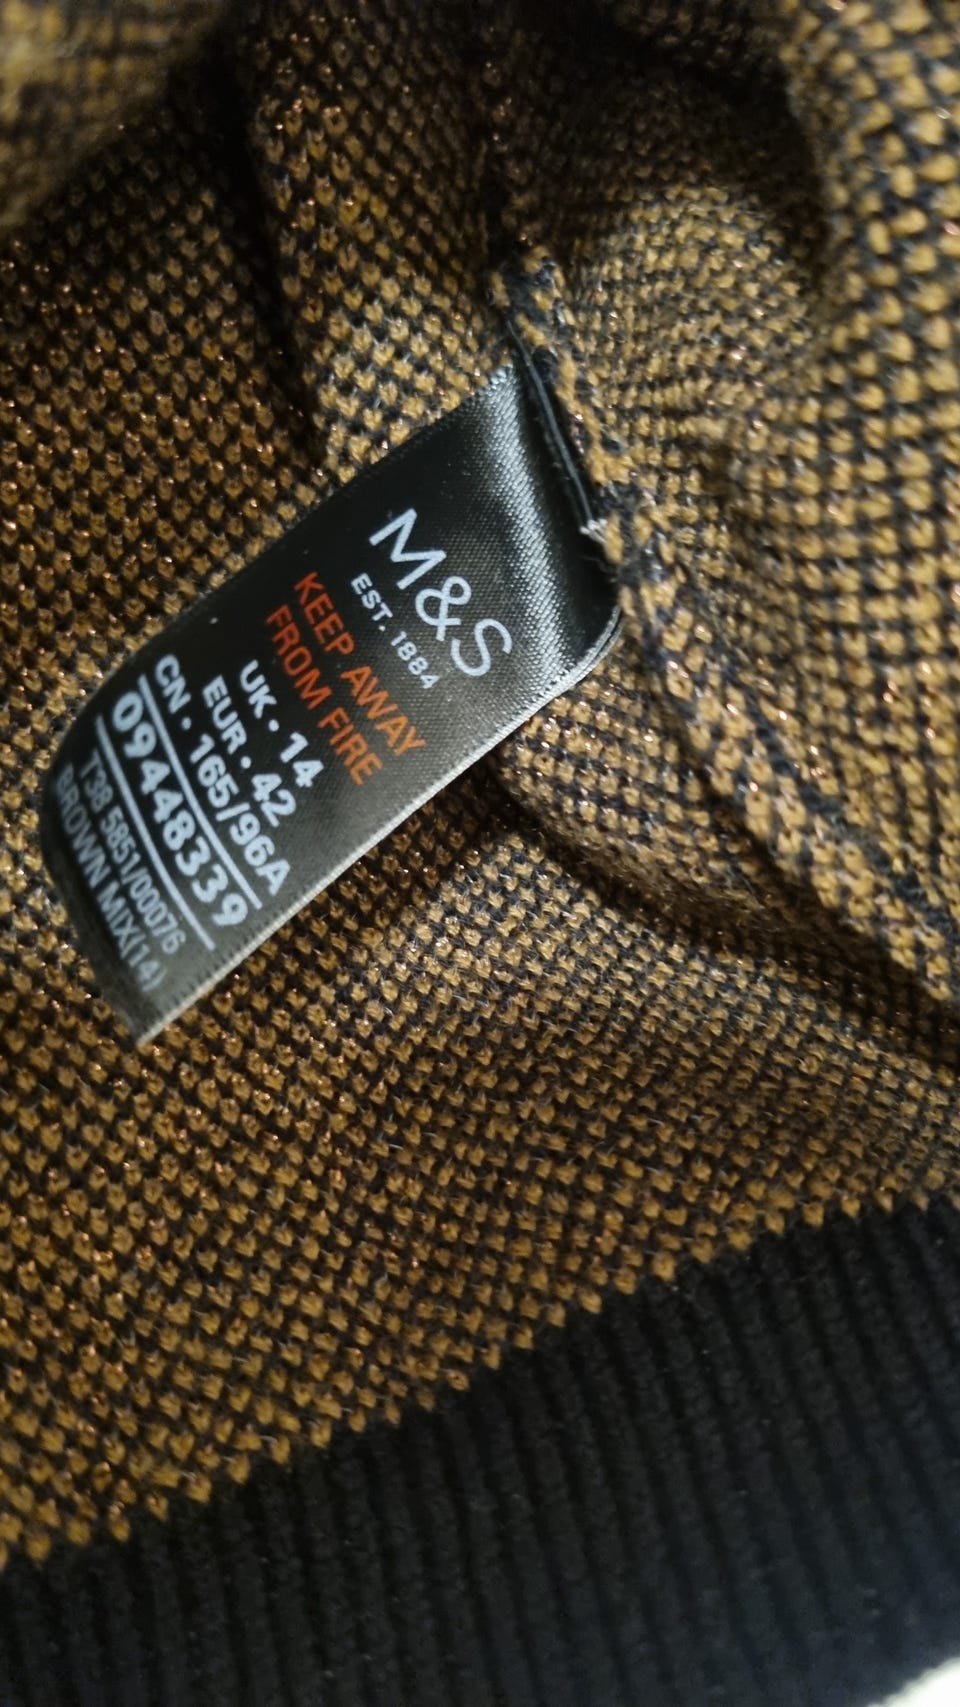 M&S
EST. 1884
KEEP AWAY
FROM FIRE
UK • 14
EUR • 42
CN • 165/96A
09448339
T38 5851/00076
BROWN MIX(14)